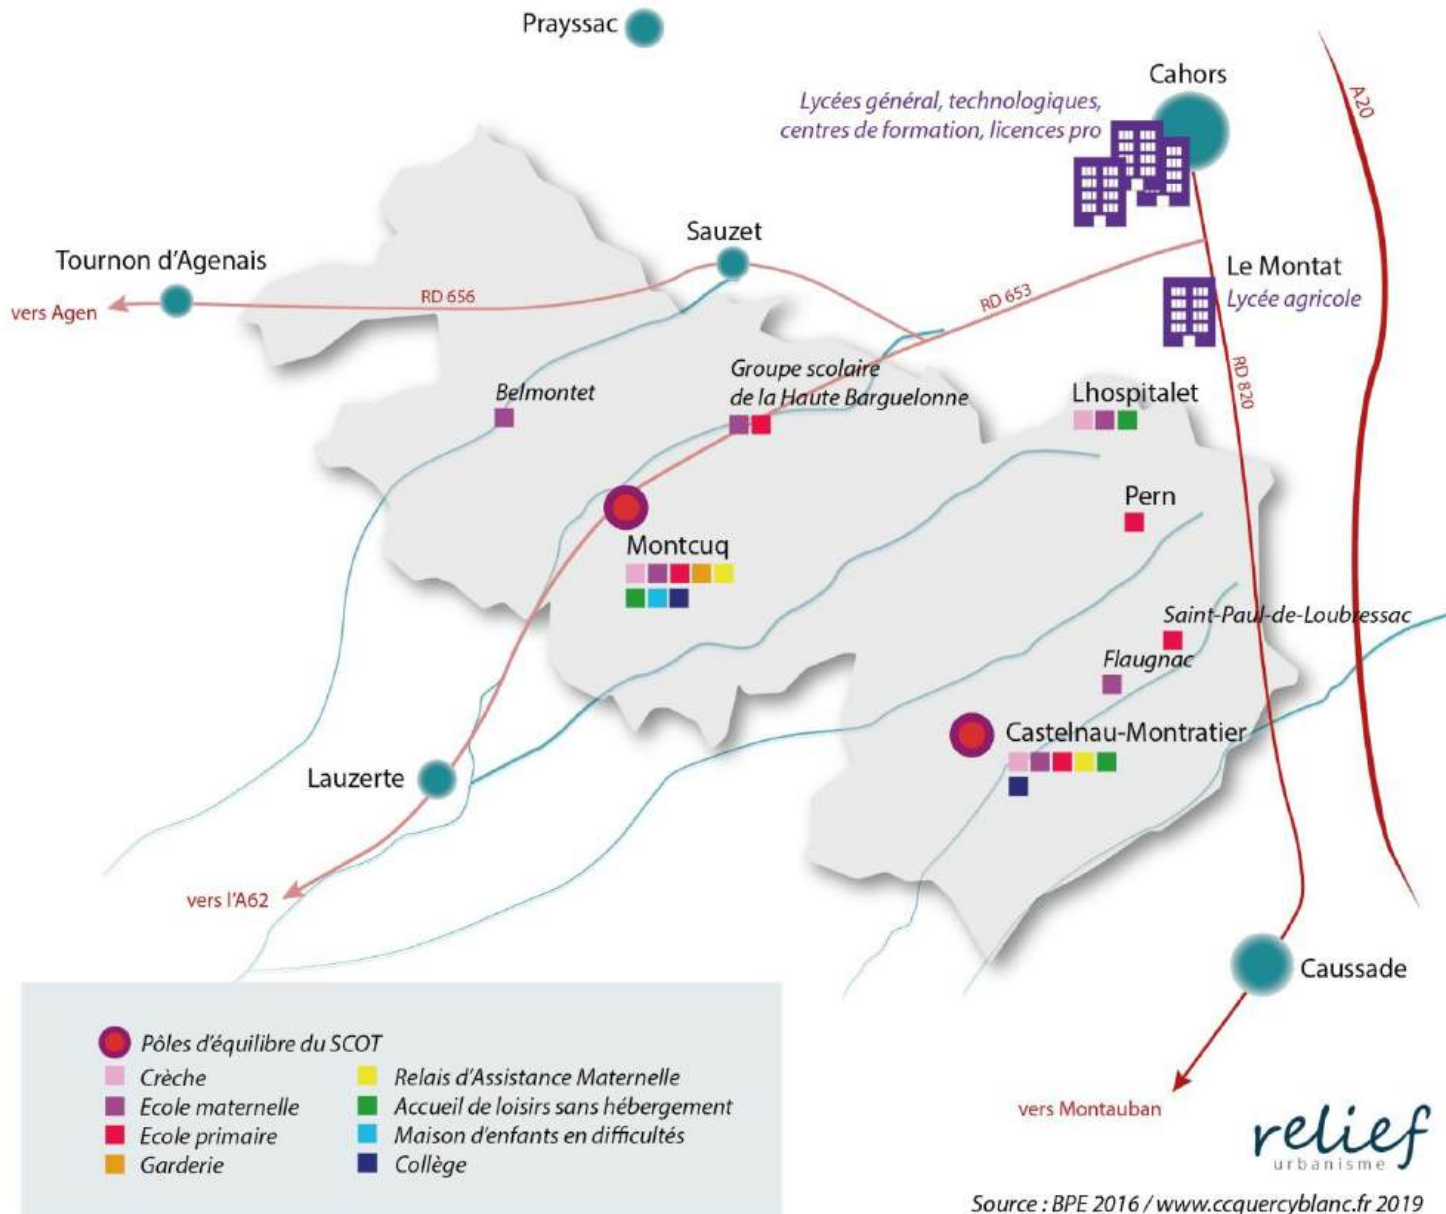 Prayssac
Cahors
Lycées général, technologiques,
centres de formation, licences pro
A20
Sauzet
Tournon d'Agenais
vers Agen
RD 656
RD 653
Le Montat
Lycée agricole
RD 820
Groupe scolaire
de la Haute Barguelonne
Belmontet
Lhospitalet
Pern
Montcuq
Saint-Paul-de-Loubressac
Flaugnac
Castelnau-Montratier
Lauzerte
vers l'A62
Caussade
vers Montauban
Pôles d'équilibre du SCOT
Crèche
Ecole maternelle
Ecole primaire
Garderie
Relais d'Assistance Maternelle
Accueil de loisirs sans hébergement
Maison d'enfants en difficultés
Collège
relief
urbanisme
Source : BPE 2016 / www.ccquercyblanc.fr 2019